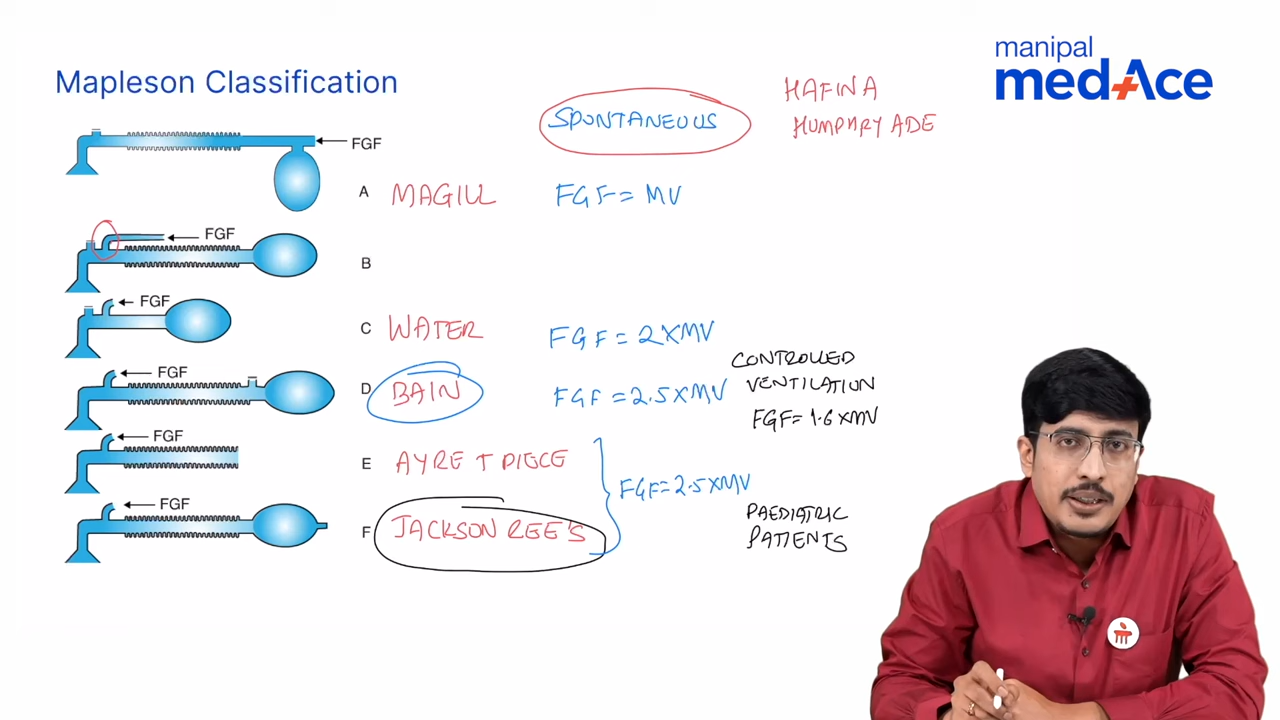 manipal
medAce
Mapleson Classification
HAFINA
HUMPHRY ADE
SPONTANEOUS
FGF
A MAGILL FGF = MV
FGF
B
FGF
C WATER FGF = 2XMV
CONTROLLED
VENTILATION
FGF = 1.6XMV
FGF
D BAIN FGF = 2.5XMV
FGF
E AYRE T PIECE
FGF = 2.5XMV
PAEDIATRIC
PATIENTS
FGF
F JACKSON REE'S